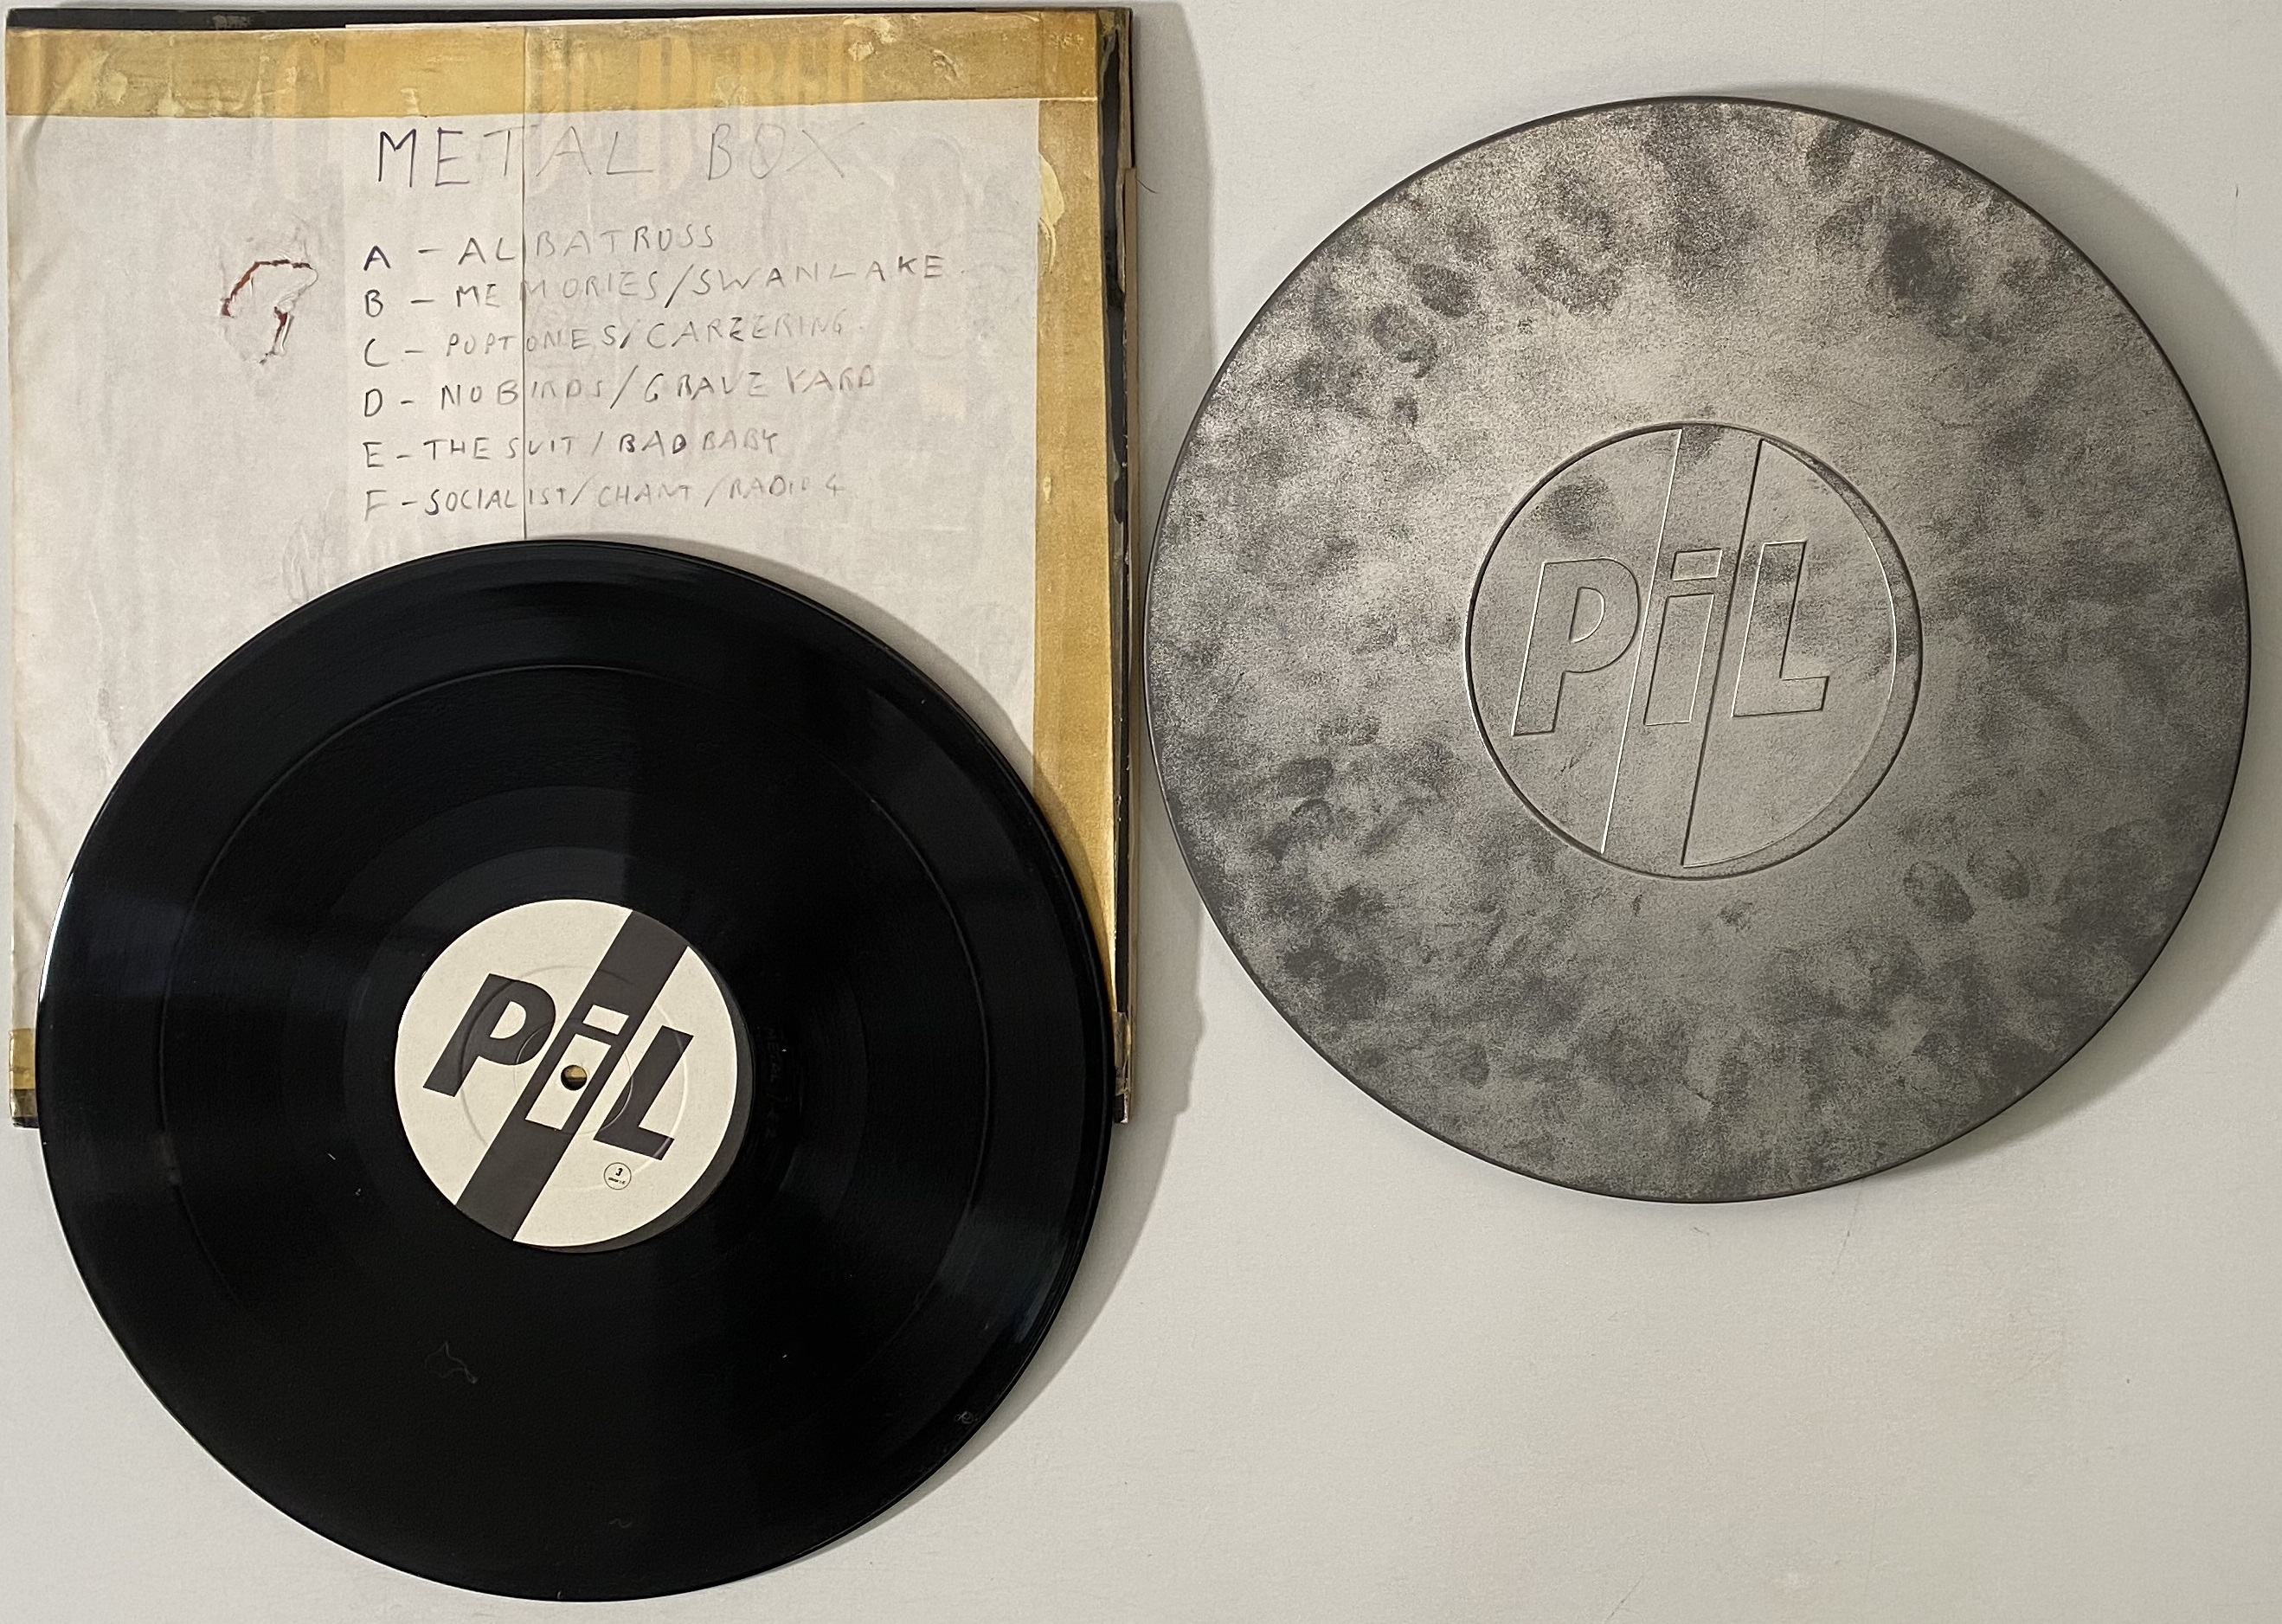 METAL BOX
A - ALBATROSS
B - MEMORIES/SWANLAKE.
C - POPTONES/CAREERING.
D - NO BIRDS/GRAVEYARD
E - THE SUIT / BAD BABY
F - SOCIALIST/CHANT/RADIO 4
PiL
3
PiL